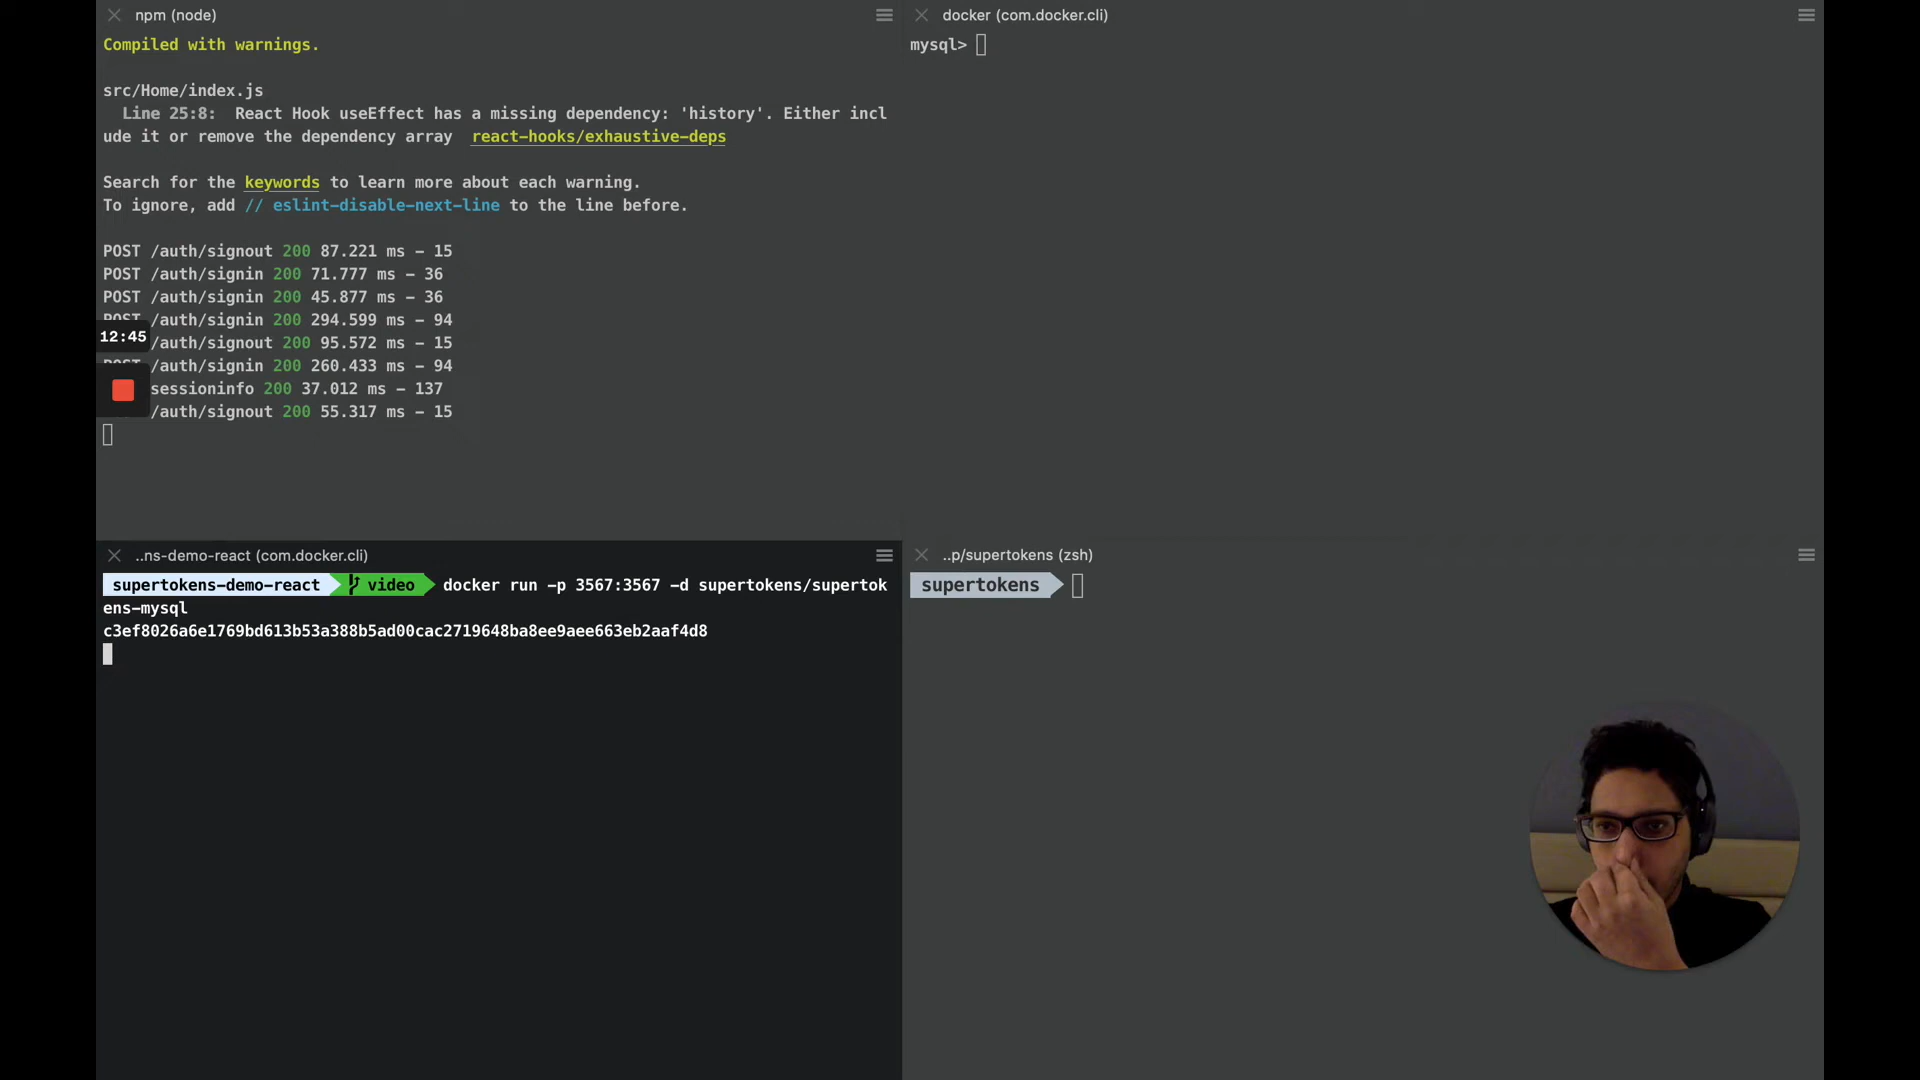 npm (node)
Compiled with warnings.
src/Home/index.js
Line 25:8: React Hook useEffect has a missing dependency: 'history'. Either incl
ude it or remove the dependency array react-hooks/exhaustive-deps
Search for the keywords to learn more about each warning.
To ignore, add // eslint-disable-next-line to the line before.
POST /auth/signout 200 87.221 ms - 15
POST /auth/signin 200 71.777 ms - 36
POST /auth/signin 200 45.877 ms - 36
POST /auth/signin 200 294.599 ms - 94
12:45
/auth/signout 200 95.572 ms - 15
POST /auth/signin 200 260.433 ms - 94
sessioninfo 200 37.012 ms - 137
/auth/signout 200 55.317 ms - 15
docker (com.docker.cli)
mysql>
..ns-demo-react (com.docker.cli)
supertokens-demo-react video docker run -p 3567:3567 -d supertokens/supertok
ens-mysql
c3ef8026a6e1769bd613b53a388b5ad00cac2719648ba8ee9aee663eb2aaf4d8
..p/supertokens (zsh)
supertokens